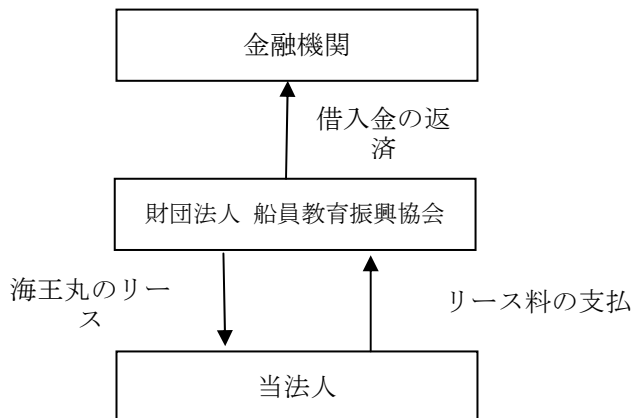 金融機関
借入金の返
済
財団法人 船員教育振興協会
海王丸のリー
ス
リース料の支払
当法人